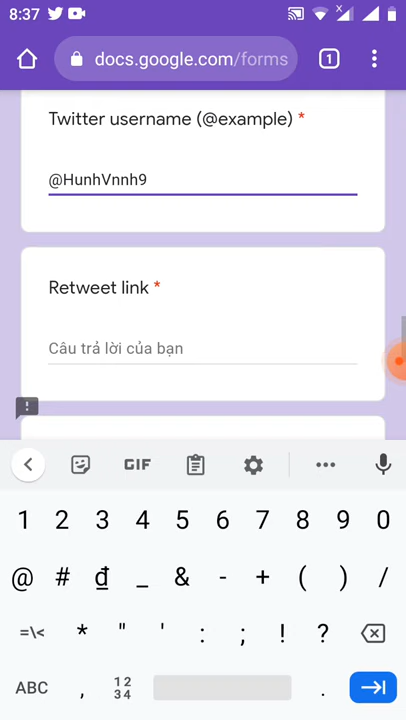 8:37
docs.google.com/forms
1
Twitter username (@example) *
@HunhVnnh9
Retweet link *
Câu trả lời của bạn
GIF
1 2 3 4 5 6 7 8 9 0
@ # ₫ _ & - + ( ) /
=\< * " ' : ; ! ?
ABC , 12 34 .